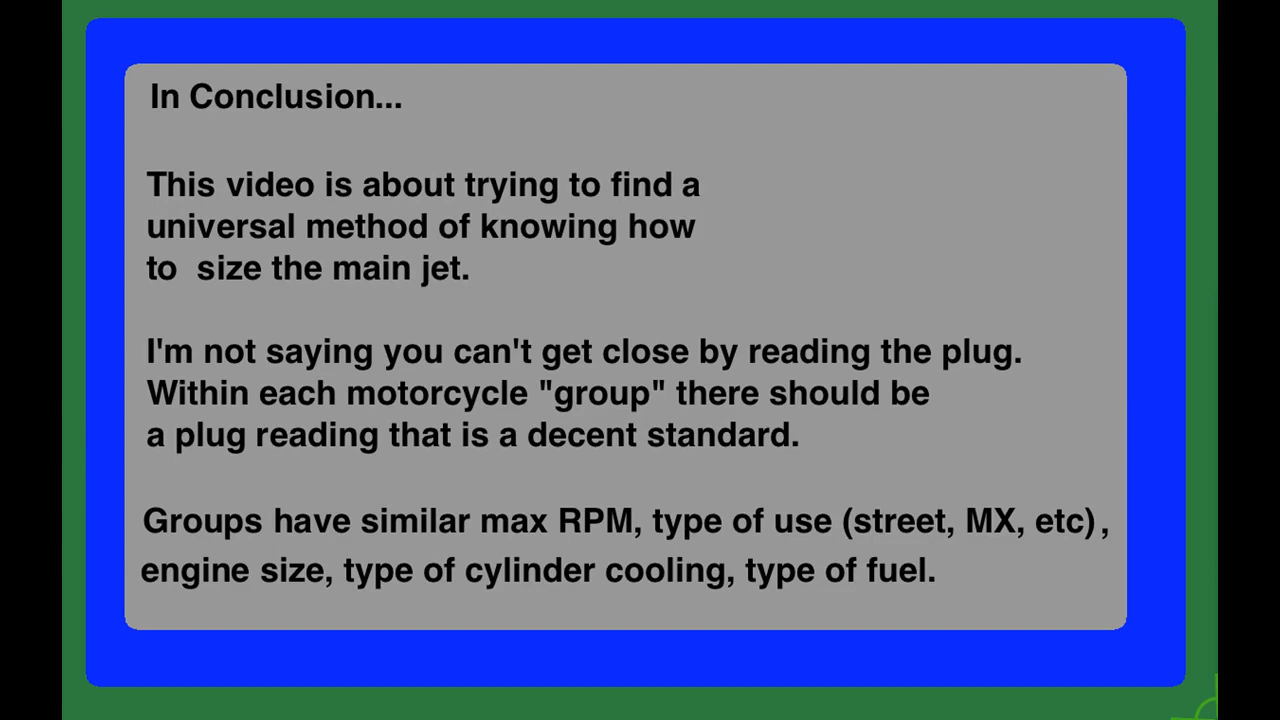 In Conclusion...
This video is about trying to find a
universal method of knowing how
to  size the main jet.
I'm not saying you can't get close by reading the plug.
Within each motorcycle "group" there should be
a plug reading that is a decent standard.
Groups have similar max RPM, type of use (street, MX, etc) ,
engine size, type of cylinder cooling, type of fuel.